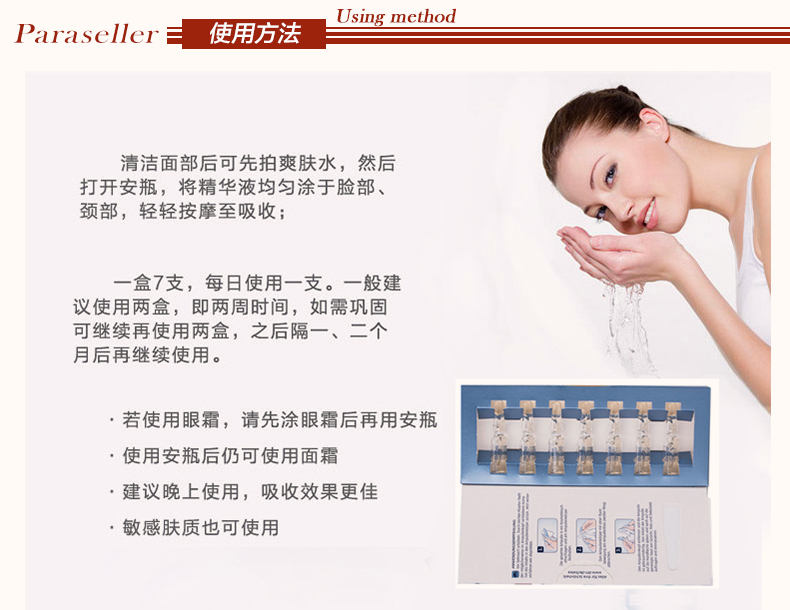 Using method
Paraseller
使用方法
清洁面部后可先拍爽肤水，然后
打开安瓶，将精华液均匀涂于脸部、
颈部，轻轻按摩至吸收；
一盒7支，每日使用一支。一般建
议使用两盒，即两周时间，如需巩固
可继续再使用两盒，之后隔一、二个
月后再继续使用。
· 若使用眼霜，请先涂眼霜后再用安瓶
· 使用安瓶后仍可使用面霜
· 建议晚上使用，吸收效果更佳
· 敏感肤质也可使用
1.
2.
3.